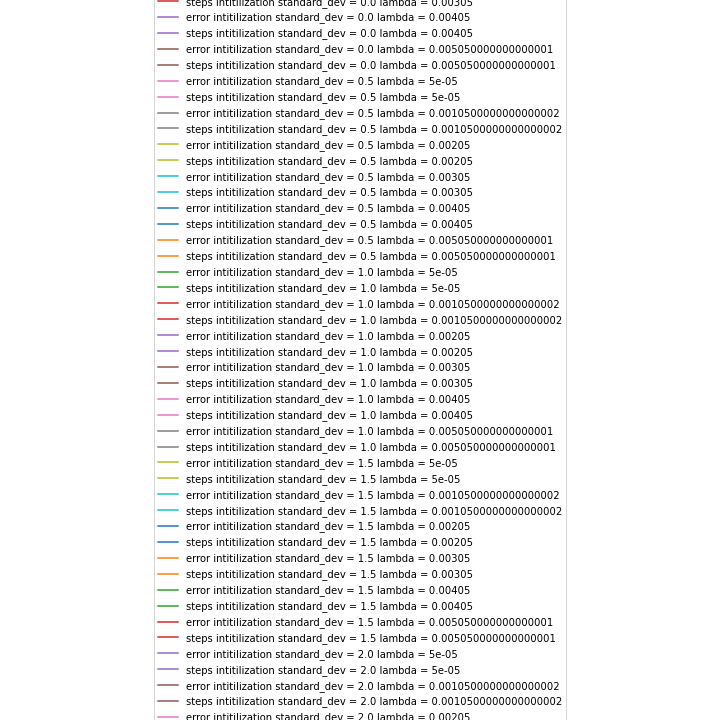 steps intitilization standard_dev = 0.0 lambda = 0.00305
error intitilization standard_dev = 0.0 lambda = 0.00405
steps intitilization standard_dev = 0.0 lambda = 0.00405
error intitilization standard_dev = 0.0 lambda = 0.005050000000000001
steps intitilization standard_dev = 0.0 lambda = 0.005050000000000001
error intitilization standard_dev = 0.5 lambda = 5e-05
steps intitilization standard_dev = 0.5 lambda = 5e-05
error intitilization standard_dev = 0.5 lambda = 0.0010500000000000002
steps intitilization standard_dev = 0.5 lambda = 0.0010500000000000002
error intitilization standard_dev = 0.5 lambda = 0.00205
steps intitilization standard_dev = 0.5 lambda = 0.00205
error intitilization standard_dev = 0.5 lambda = 0.00305
steps intitilization standard_dev = 0.5 lambda = 0.00305
error intitilization standard_dev = 0.5 lambda = 0.00405
steps intitilization standard_dev = 0.5 lambda = 0.00405
error intitilization standard_dev = 0.5 lambda = 0.005050000000000001
steps intitilization standard_dev = 0.5 lambda = 0.005050000000000001
error intitilization standard_dev = 1.0 lambda = 5e-05
steps intitilization standard_dev = 1.0 lambda = 5e-05
error intitilization standard_dev = 1.0 lambda = 0.0010500000000000002
steps intitilization standard_dev = 1.0 lambda = 0.0010500000000000002
error intitilization standard_dev = 1.0 lambda = 0.00205
steps intitilization standard_dev = 1.0 lambda = 0.00205
error intitilization standard_dev = 1.0 lambda = 0.00305
steps intitilization standard_dev = 1.0 lambda = 0.00305
error intitilization standard_dev = 1.0 lambda = 0.00405
steps intitilization standard_dev = 1.0 lambda = 0.00405
error intitilization standard_dev = 1.0 lambda = 0.005050000000000001
steps intitilization standard_dev = 1.0 lambda = 0.005050000000000001
error intitilization standard_dev = 1.5 lambda = 5e-05
steps intitilization standard_dev = 1.5 lambda = 5e-05
error intitilization standard_dev = 1.5 lambda = 0.0010500000000000002
steps intitilization standard_dev = 1.5 lambda = 0.0010500000000000002
error intitilization standard_dev = 1.5 lambda = 0.00205
steps intitilization standard_dev = 1.5 lambda = 0.00205
error intitilization standard_dev = 1.5 lambda = 0.00305
steps intitilization standard_dev = 1.5 lambda = 0.00305
error intitilization standard_dev = 1.5 lambda = 0.00405
steps intitilization standard_dev = 1.5 lambda = 0.00405
error intitilization standard_dev = 1.5 lambda = 0.005050000000000001
steps intitilization standard_dev = 1.5 lambda = 0.005050000000000001
error intitilization standard_dev = 2.0 lambda = 5e-05
steps intitilization standard_dev = 2.0 lambda = 5e-05
error intitilization standard_dev = 2.0 lambda = 0.0010500000000000002
steps intitilization standard_dev = 2.0 lambda = 0.0010500000000000002
error intitilization standard_dev = 2.0 lambda = 0.00205